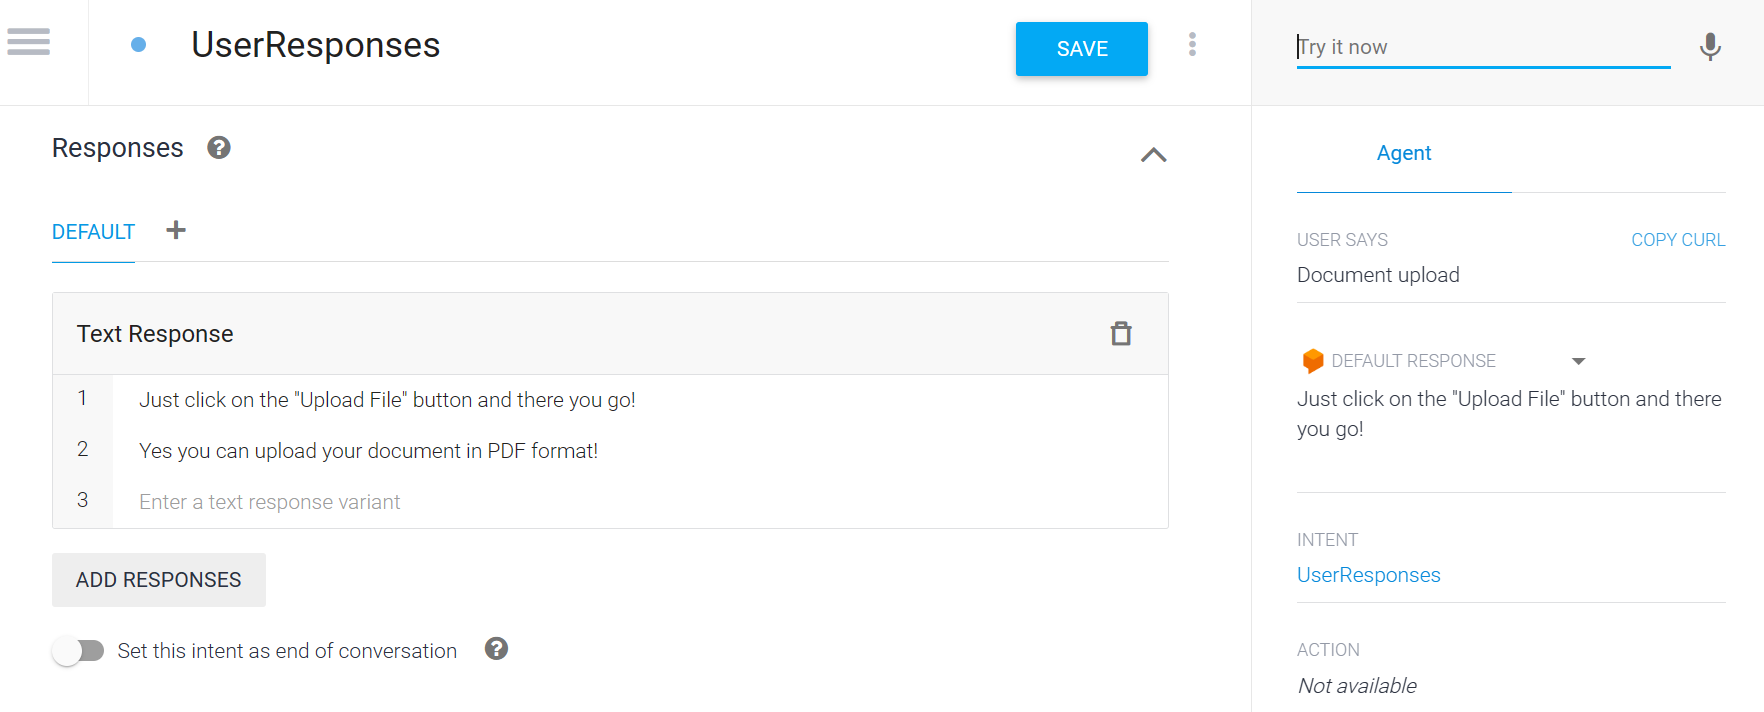 UserResponses
SAVE
Try it now
Responses
DEFAULT
Text Response
1 Just click on the "Upload File" button and there you go!
2 Yes you can upload your document in PDF format!
3 Enter a text response variant
ADD RESPONSES
Set this intent as end of conversation
Agent
USER SAYS COPY CURL
Document upload
DEFAULT RESPONSE
Just click on the "Upload File" button and there
you go!
INTENT
UserResponses
ACTION
Not available